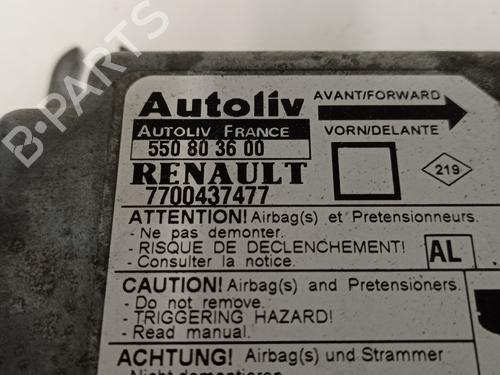 Autoliv
AVANT/FORWARD
AUTOLIV FRANCE
VORN/DELANTE
550 80 36 00
RENAULT
219
7700437477
ATTENTION! Airbag(s) et Pretensionneurs.
- Ne pas demonter.
- RISQUE DE DECLENCHEMENT!
AL
- Consulter la notice.
CAUTION! Airbag(s) and Pretensioners.
- Do not remove.
- TRIGGERING HAZARD!
- Read manual.
ACHTUNG! Airbag(s) und Strammer
- Nicht demontieren